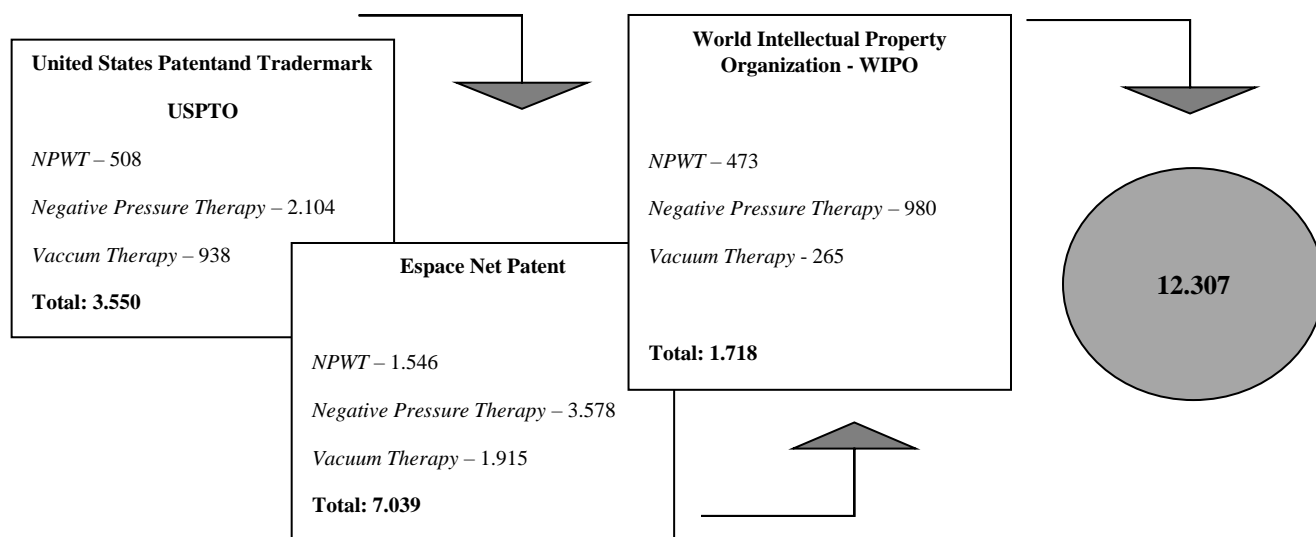 United States Patentand Tradermark
USPTO
NPWT – 508
Negative Pressure Therapy – 2.104
Vaccum Therapy – 938
Total: 3.550
Espace Net Patent
NPWT – 1.546
Negative Pressure Therapy – 3.578
Vacuum Therapy – 1.915
Total: 7.039
World Intellectual Property
Organization - WIPO
NPWT – 473
Negative Pressure Therapy – 980
Vacuum Therapy - 265
Total: 1.718
12.307